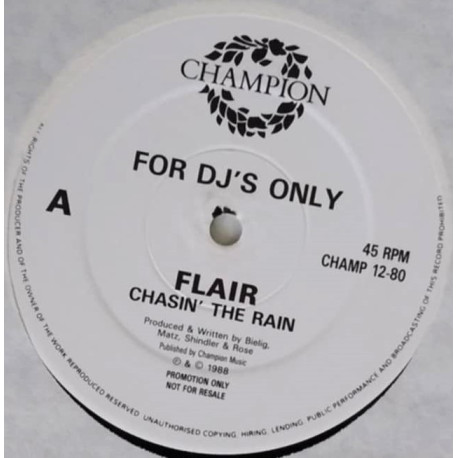 CHAMPION
FOR DJ'S ONLY
A
45 RPM
CHAMP 12-80
FLAIR
CHASIN' THE RAIN
Produced & Written by Bielig,
Matz, Shindler & Rose
Published by Champion Music
℗ & © 1988
PROMOTION ONLY
NOT FOR RESALE
ALL RIGHTS OF THE PRODUCER AND OF THE OWNER OF THE WORK REPRODUCED RESERVED. UNAUTHORISED COPYING, HIRING, LENDING, PUBLIC PERFORMANCE AND BROADCASTING OF THIS RECORD PROHIBITED